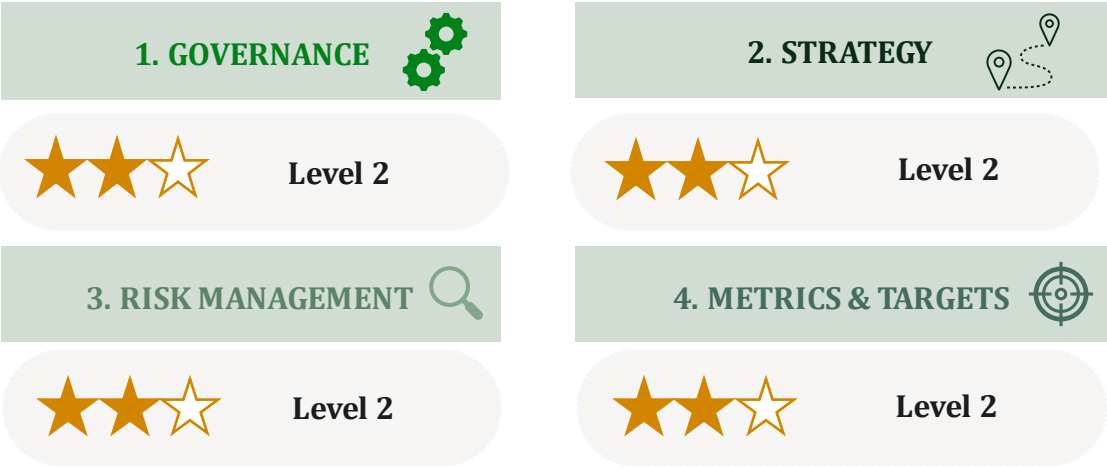 1. GOVERNANCE
2. STRATEGY
Level 2
Level 2
3. RISK MANAGEMENT
4. METRICS & TARGETS
Level 2
Level 2